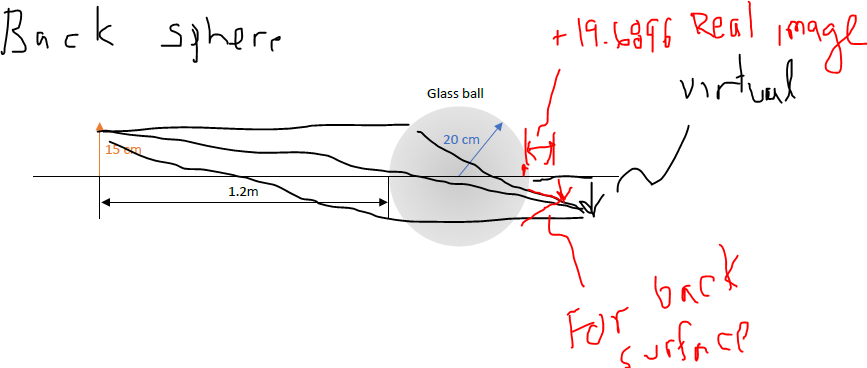 Back sphere
+19.6896 Real image
virtual
Glass ball
20 cm
15 cm
1.2m
For back
surface